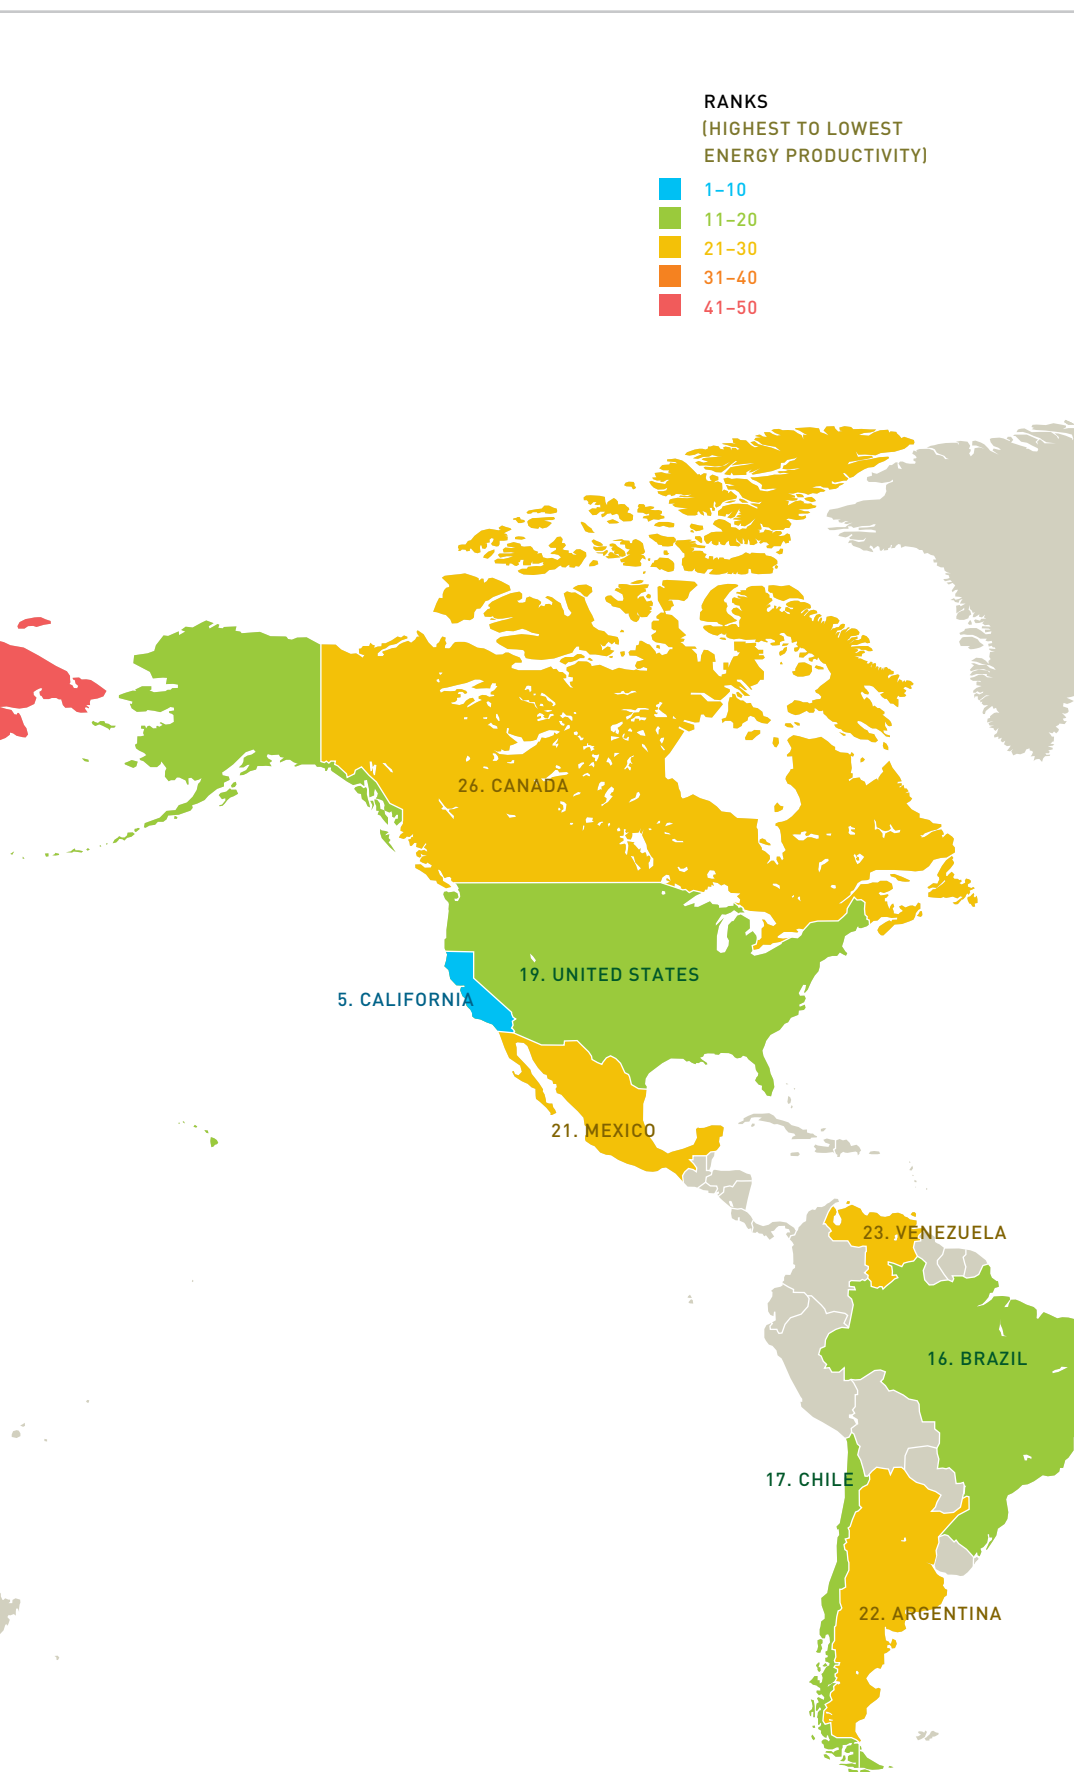 RANKS
(HIGHEST TO LOWEST
ENERGY PRODUCTIVITY)
1–10
11–20
21–30
31–40
41–50
26. CANADA
19. UNITED STATES
5. CALIFORNIA
21. MEXICO
23. VENEZUELA
16. BRAZIL
17. CHILE
22. ARGENTINA